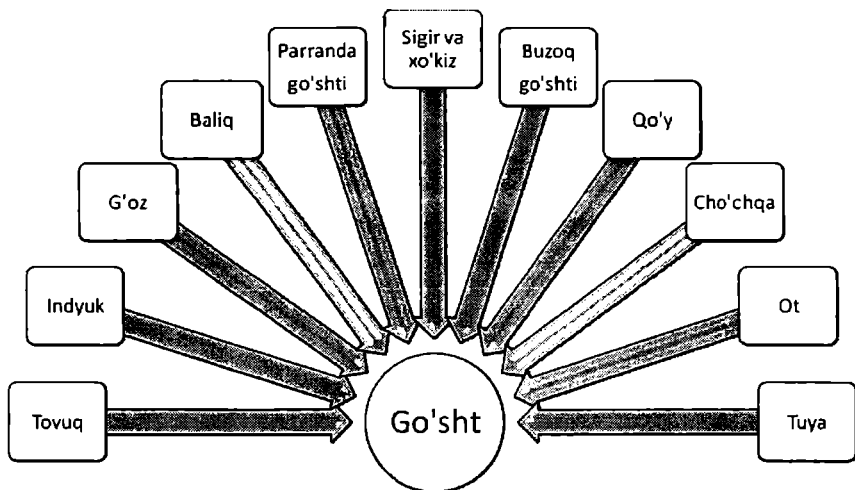 Tovuq
Indyuk
G'oz
Baliq
Parranda
go'shti
Sigir va
xo'kiz
Buzoq
go'shti
Qo'y
Cho'chqa
Ot
Tuya
Go'sht